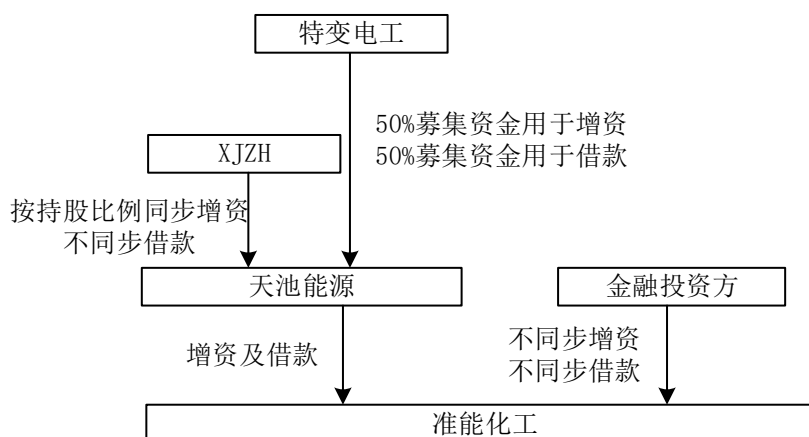 特变电工
50%募集资金用于增资
50%募集资金用于借款
XJZH
按持股比例同步增资
不同步借款
天池能源
金融投资方
增资及借款
不同步增资
不同步借款
准能化工